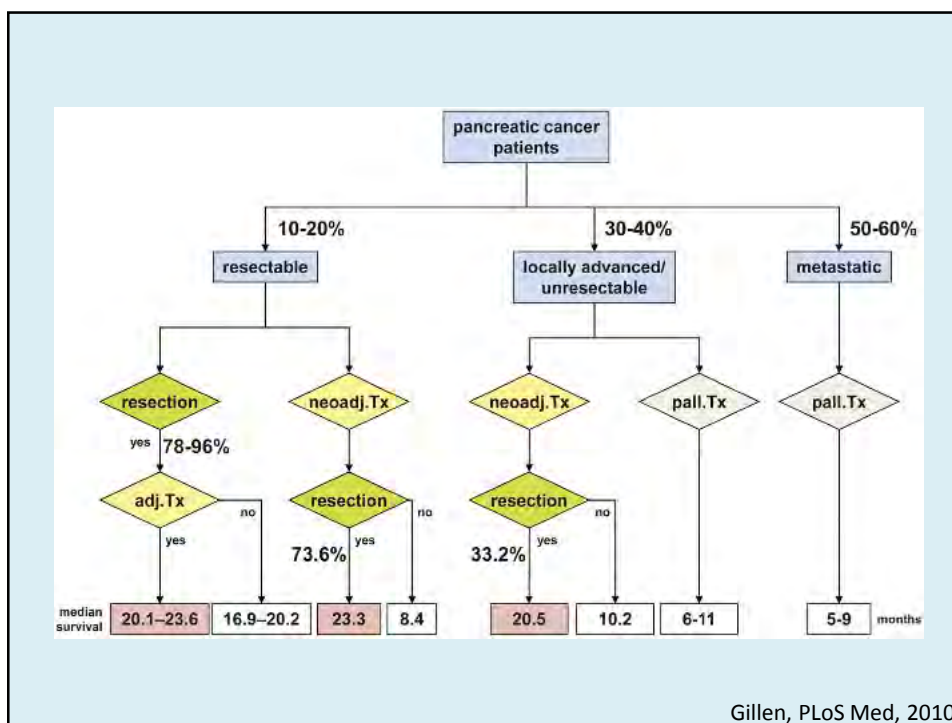 pancreatic cancer
patients
10-20%
30-40%
50-60%
resectable
locally advanced/
unresectable
metastatic
resection
neoadj.Tx
neoadj.Tx
pall.Tx
pall.Tx
yes
78-96%
adj.Tx
no
resection
no
resection
no
yes
73.6%
yes
33.2%
yes
median
survival
20.1–23.6
16.9–20.2
23.3
8.4
20.5
10.2
6-11
5-9
months
Gillen, PLoS Med, 2010